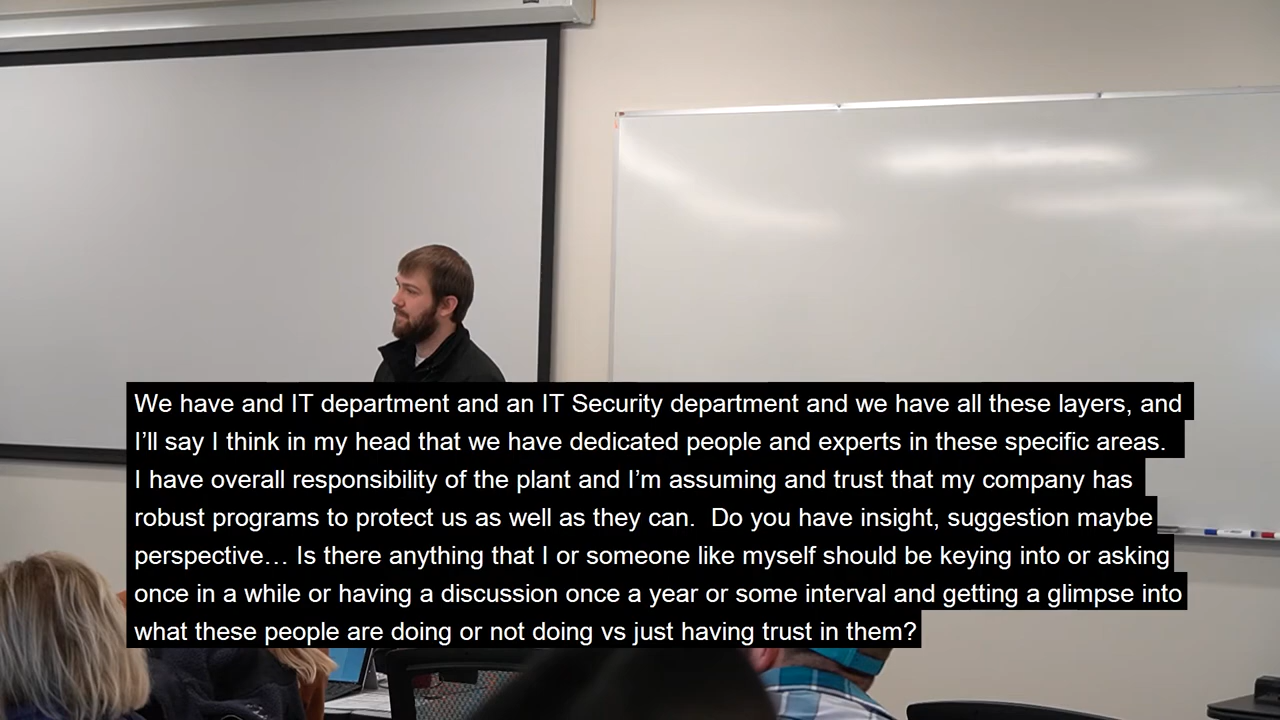 We have and IT department and an IT Security department and we have all these layers, and
I’ll say I think in my head that we have dedicated people and experts in these specific areas.
I have overall responsibility of the plant and I’m assuming and trust that my company has
robust programs to protect us as well as they can.  Do you have insight, suggestion maybe
perspective… Is there anything that I or someone like myself should be keying into or asking
once in a while or having a discussion once a year or some interval and getting a glimpse into
what these people are doing or not doing vs just having trust in them?